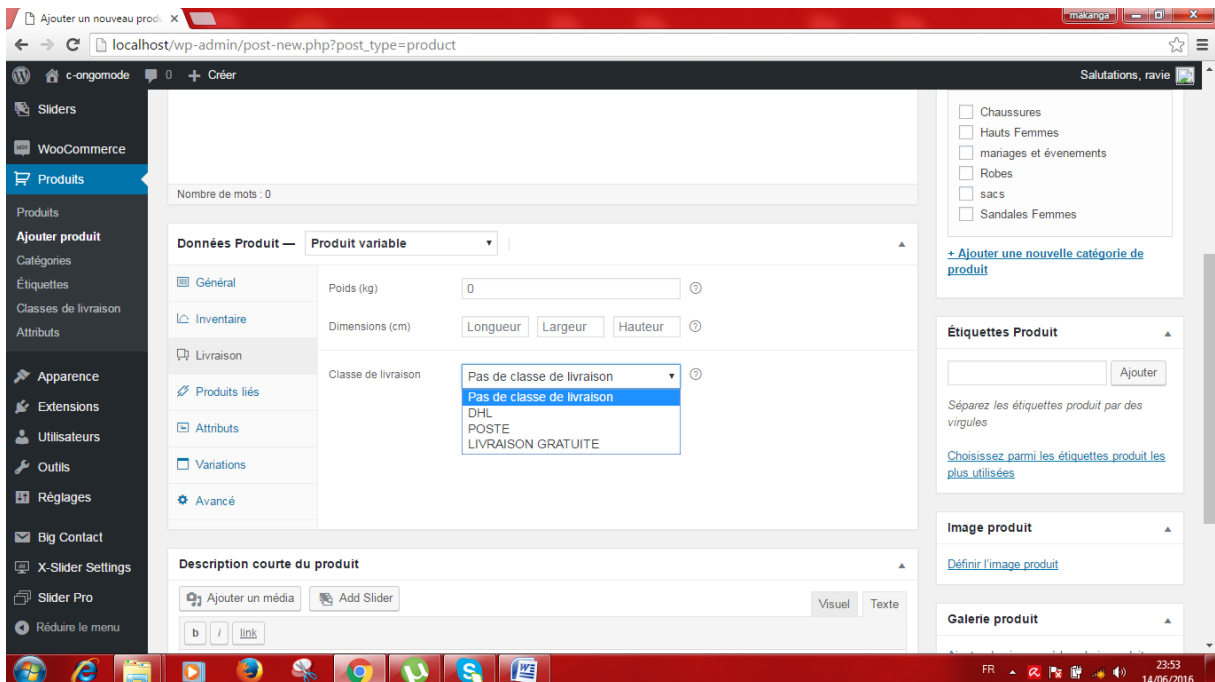 Ajouter un nouveau prod
makanga
localhost/wp-admin/post-new.php?post_type=product
c-ongomode
0
Créer
Salutations, ravie
Sliders
WooCommerce
Produits
Produits
Ajouter produit
Catégories
Étiquettes
Classes de livraison
Attributs
Apparence
Extensions
Utilisateurs
Outils
Réglages
Big Contact
X-Slider Settings
Slider Pro
Réduire le menu
Nombre de mots : 0
Données Produit — Produit variable
Général
Inventaire
Livraison
Produits liés
Attributs
Variations
Avancé
Poids (kg)
0
Dimensions (cm)
Longueur
Largeur
Hauteur
Classe de livraison
Pas de classe de livraison
Pas de classe de livraison
DHL
POSTE
LIVRAISON GRATUITE
Description courte du produit
Ajouter un média
Add Slider
Visuel
Texte
b
i
link
Chaussures
Hauts Femmes
mariages et évenements
Robes
sacs
Sandales Femmes
+ Ajouter une nouvelle catégorie de
produit
Étiquettes Produit
Ajouter
Séparez les étiquettes produit par des
virgules
Choisissez parmi les étiquettes produit les
plus utilisées
Image produit
Définir l'image produit
Galerie produit
FR
23:53
14/06/2016